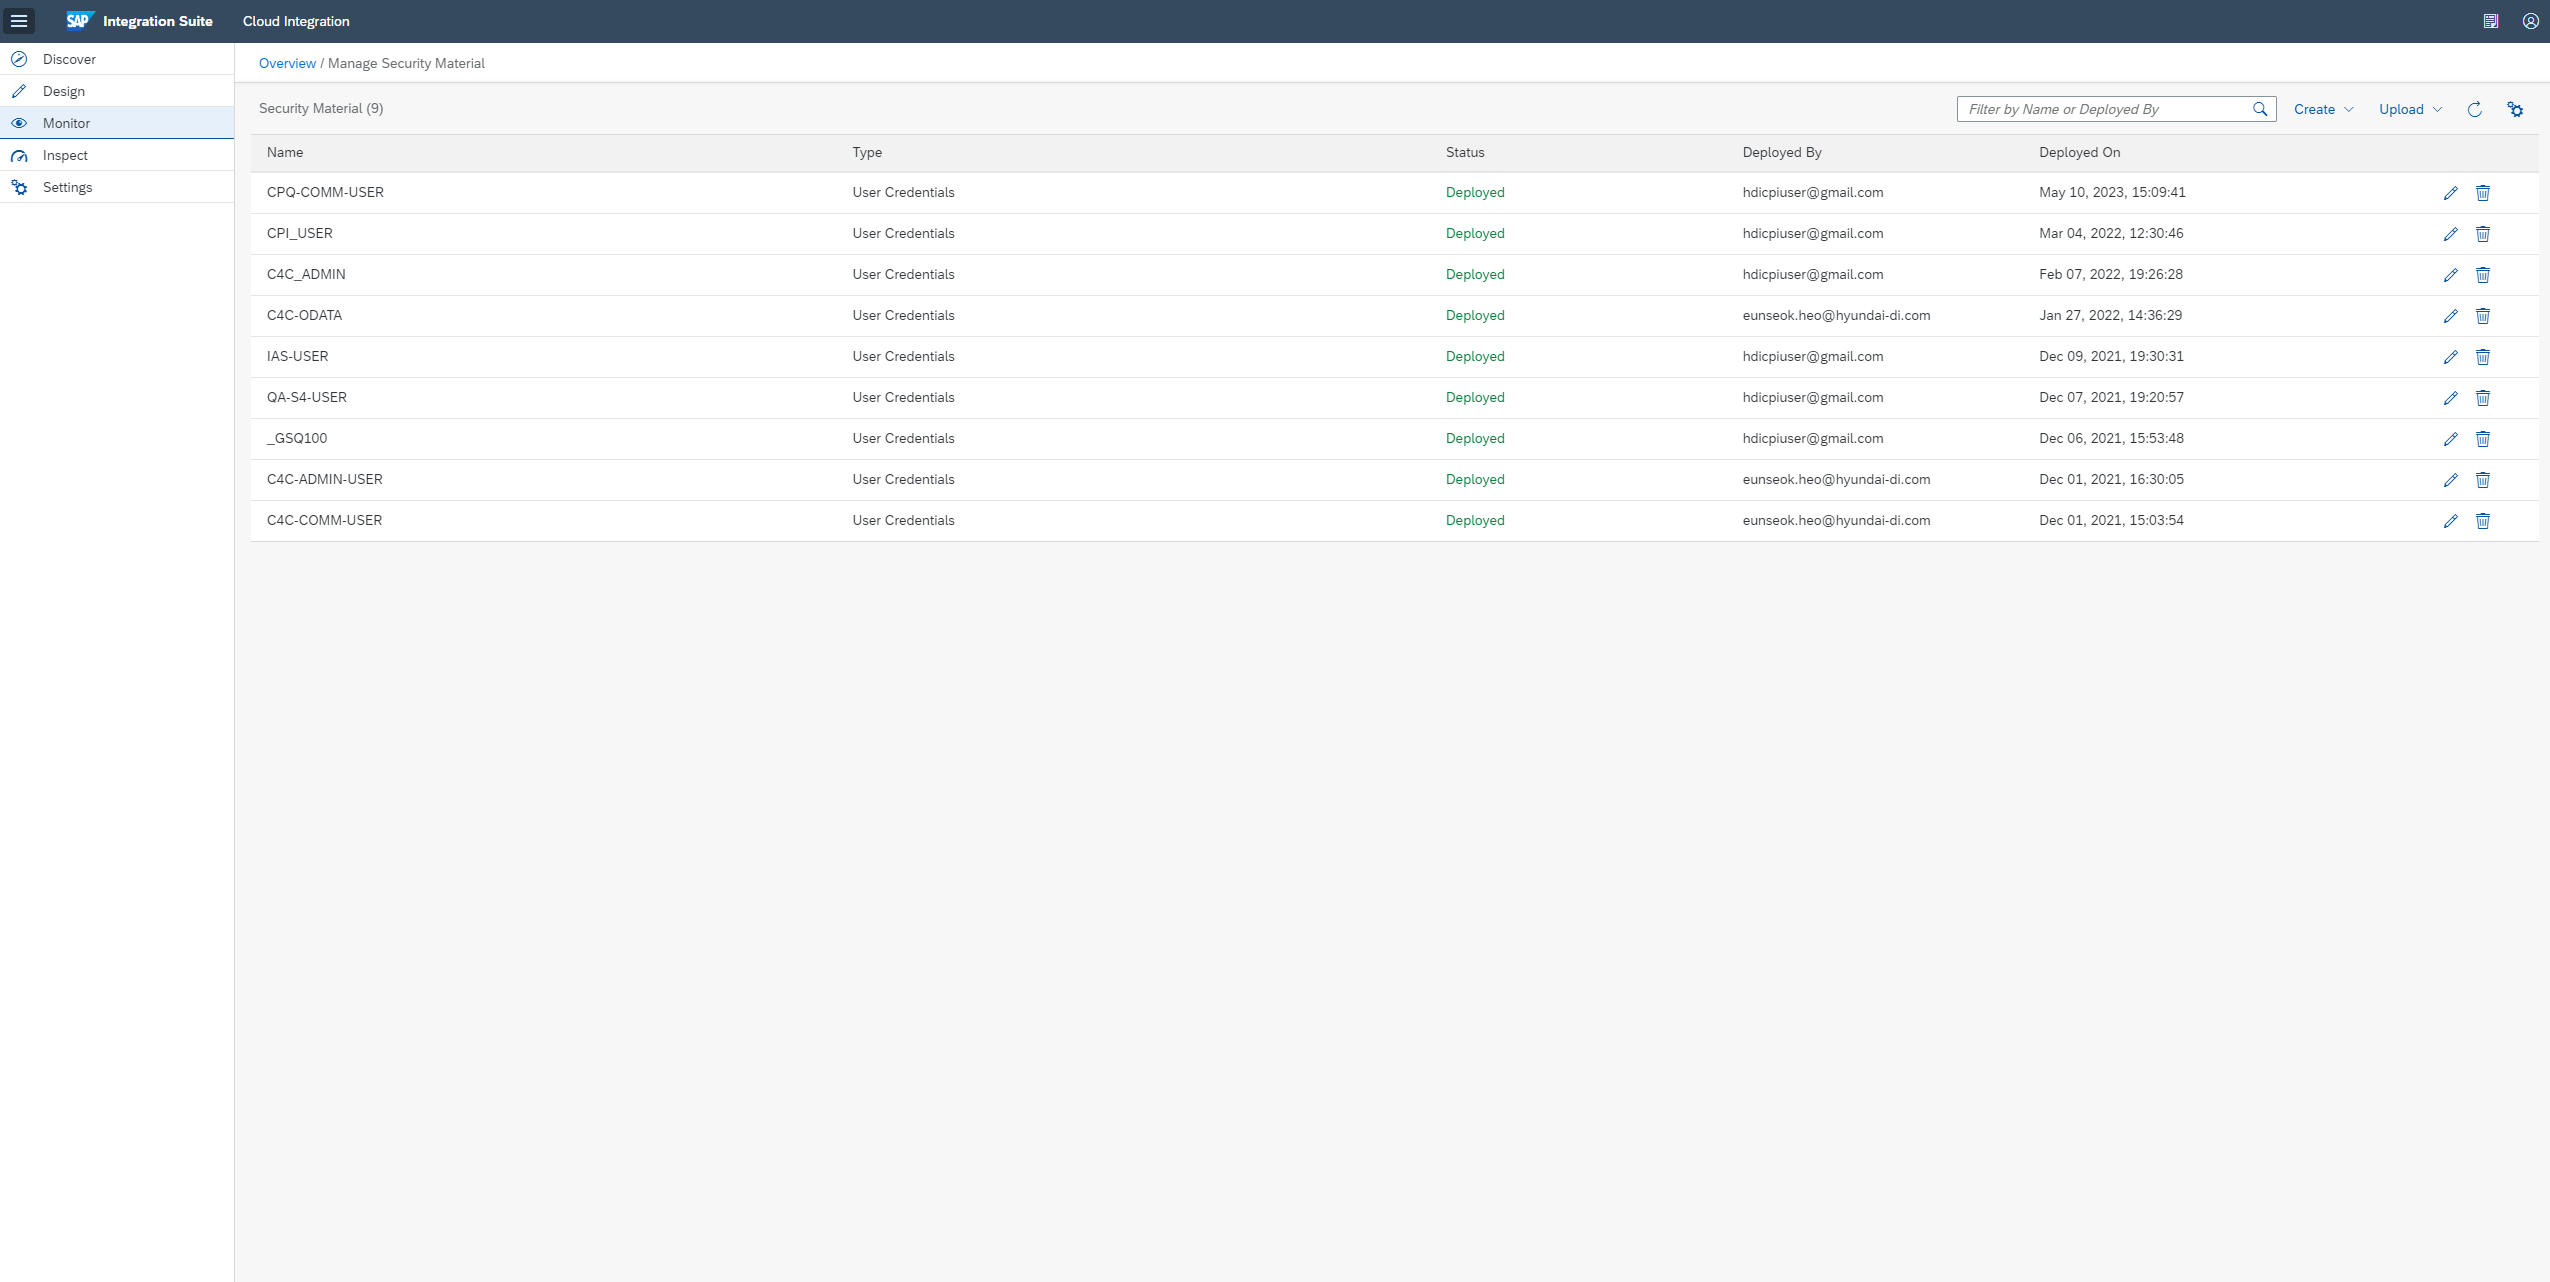 SAP Integration Suite Cloud Integration
Discover
Design
Monitor
Inspect
Settings
Overview / Manage Security Material
Security Material (9)
Filter by Name or Deployed By Create Upload
Name Type Status Deployed By Deployed On
CPQ-COMM-USER User Credentials Deployed hdicpiuser@gmail.com May 10, 2023, 15:09:41
CPI_USER User Credentials Deployed hdicpiuser@gmail.com Mar 04, 2022, 12:30:46
C4C_ADMIN User Credentials Deployed hdicpiuser@gmail.com Feb 07, 2022, 19:26:28
C4C-ODATA User Credentials Deployed eunseok.heo@hyundai-di.com Jan 27, 2022, 14:36:29
IAS-USER User Credentials Deployed hdicpiuser@gmail.com Dec 09, 2021, 19:30:31
QA-S4-USER User Credentials Deployed hdicpiuser@gmail.com Dec 07, 2021, 19:20:57
_GSQ100 User Credentials Deployed hdicpiuser@gmail.com Dec 06, 2021, 15:53:48
C4C-ADMIN-USER User Credentials Deployed eunseok.heo@hyundai-di.com Dec 01, 2021, 16:30:05
C4C-COMM-USER User Credentials Deployed eunseok.heo@hyundai-di.com Dec 01, 2021, 15:03:54